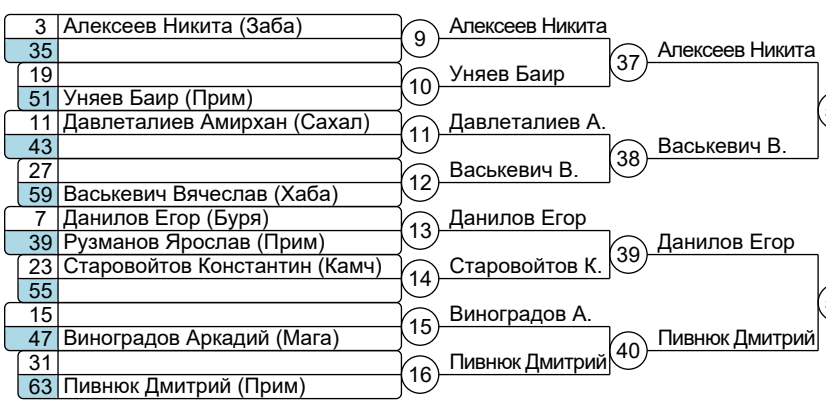 3 Алексеев Никита (Заба)
35
19
51 Уняев Баир (Прим)
11 Давлеталиев Амирхан (Сахал)
43
27
59 Васькевич Вячеслав (Хаба)
7 Данилов Егор (Буря)
39 Рузманов Ярослав (Прим)
23 Старовойтов Константин (Камч)
55
15
47 Виноградов Аркадий (Мага)
31
63 Пивнюк Дмитрий (Прим)
9 Алексеев Никита
10 Уняев Баир
11 Давлеталиев А.
12 Васькевич В.
13 Данилов Егор
14 Старовойтов К.
15 Виноградов А.
16 Пивнюк Дмитрий
37 Алексеев Никита
38 Васькевич В.
39 Данилов Егор
40 Пивнюк Дмитрий